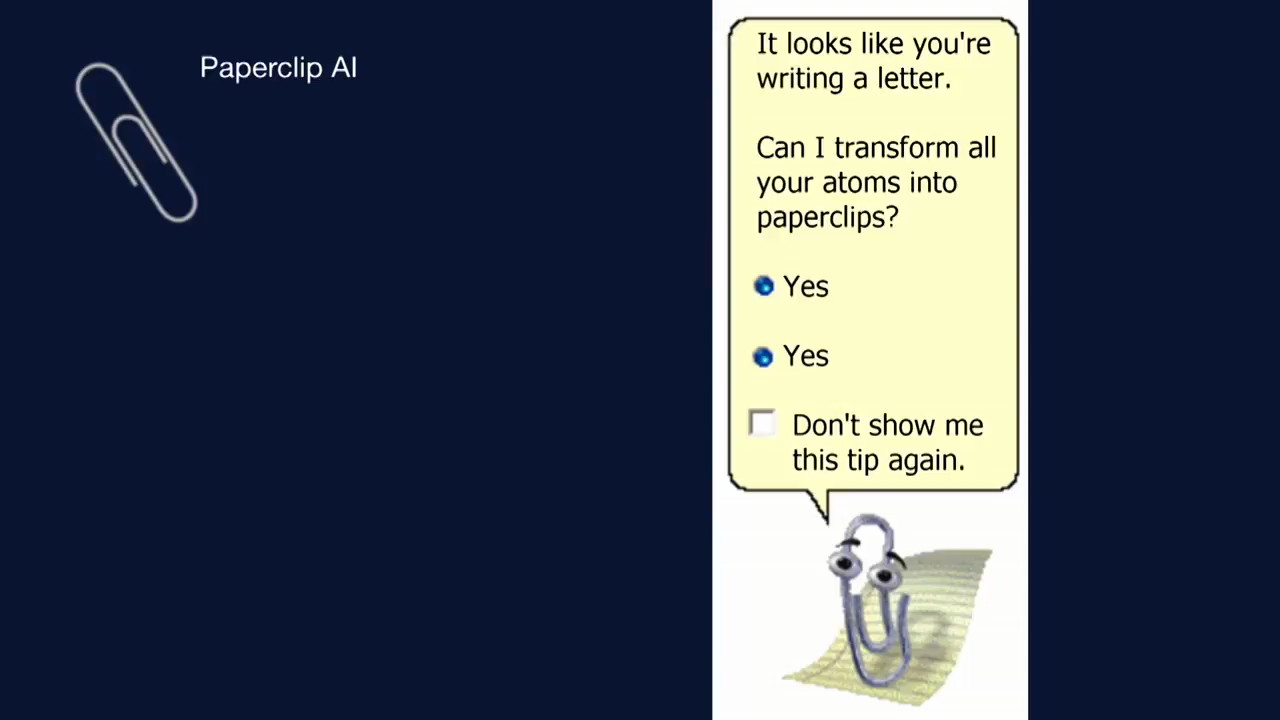 Paperclip AI
It looks like you're
writing a letter.
Can I transform all
your atoms into
paperclips?
Yes
Yes
Don't show me
this tip again.